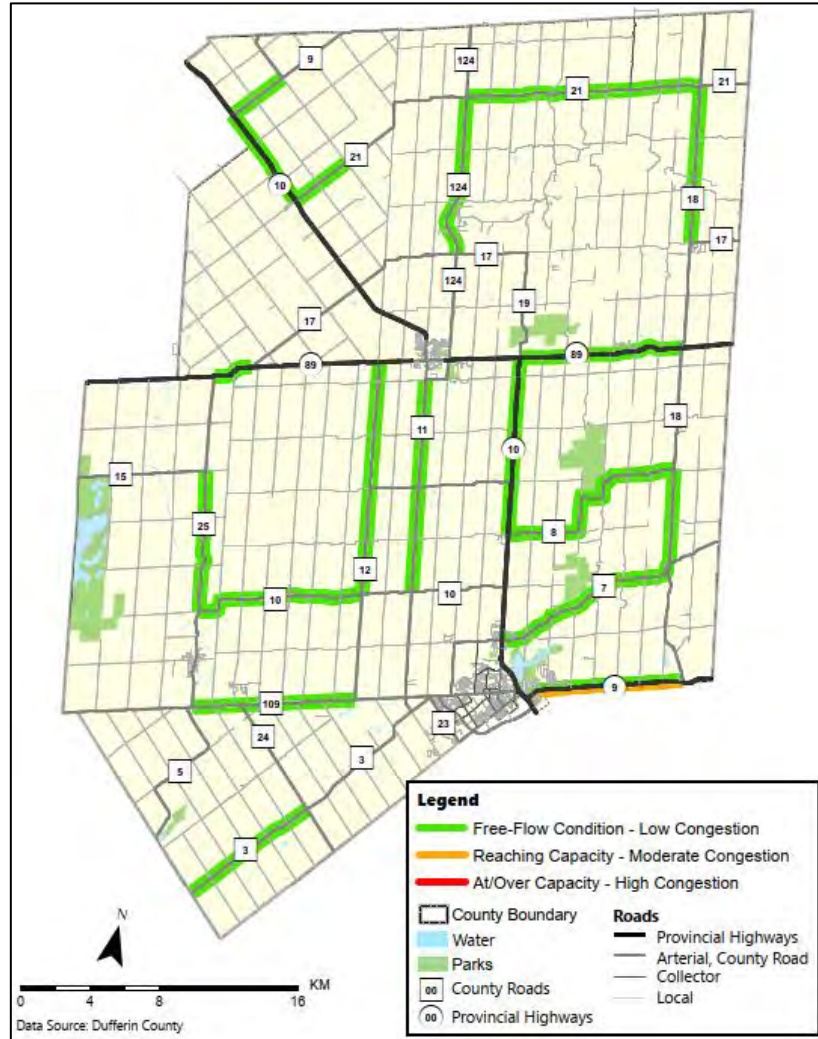 9
124
21
21
21
10
124
18
17
17
124
19
17
89
89
11
18
10
15
25
8
12
10
10
7
9
109
23
24
3
5
3
Legend
Free-Flow Condition - Low Congestion
Reaching Capacity - Moderate Congestion
At/Over Capacity - High Congestion
County Boundary
Water
Parks
00 County Roads
00 Provincial Highways
Roads
Provincial Highways
Arterial, County Road
Collector
Local
N
KM
0 4 8 16
Data Source: Dufferin County